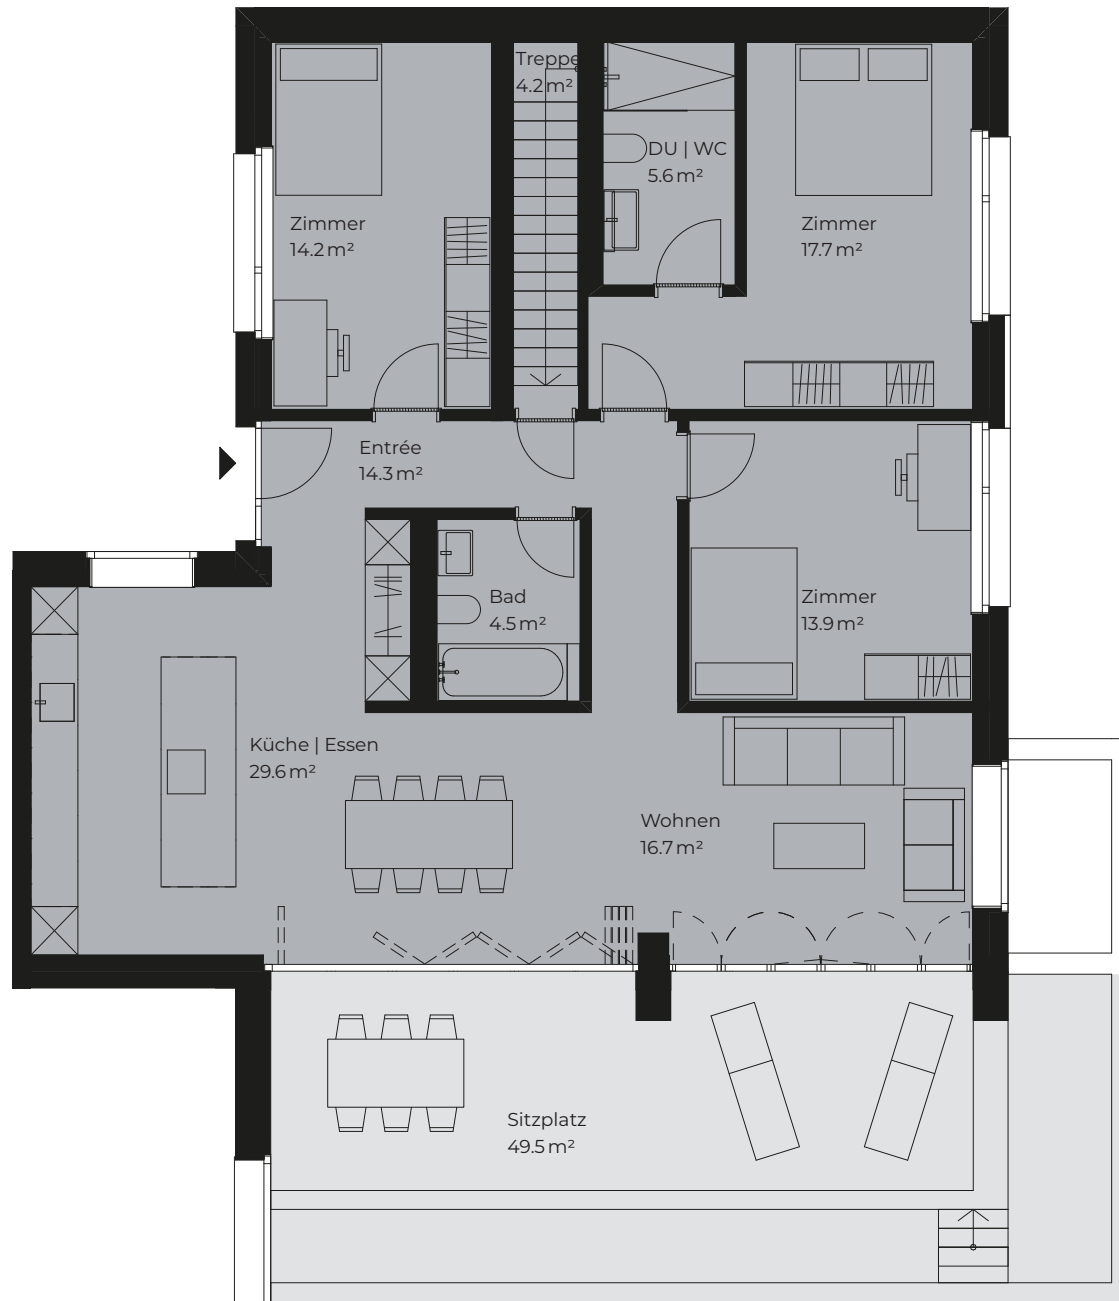 Treppe
4.2 m²
DU | WC
5.6 m²
Zimmer
14.2 m²
Zimmer
17.7 m²
Entrée
14.3 m²
Bad
4.5 m²
Zimmer
13.9 m²
Küche | Essen
29.6 m²
Wohnen
16.7 m²
Sitzplatz
49.5 m²